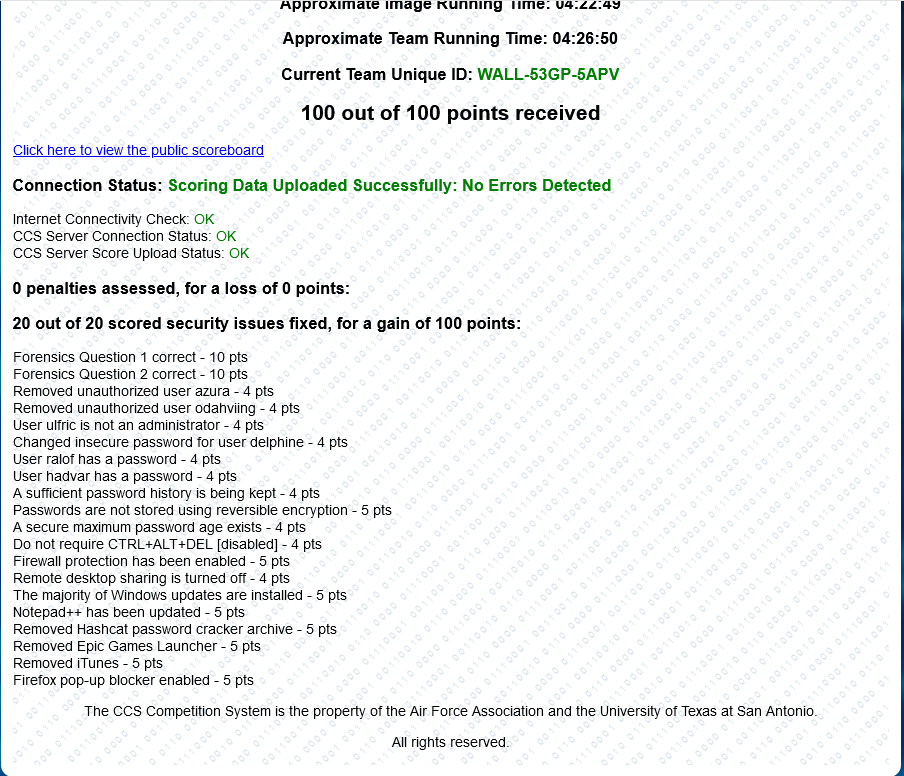 Approximate Image Running Time: 04:22:49
Approximate Team Running Time: 04:26:50
Current Team Unique ID: WALL-53GP-5APV
100 out of 100 points received
Click here to view the public scoreboard
Connection Status: Scoring Data Uploaded Successfully: No Errors Detected
Internet Connectivity Check: OK
CCS Server Connection Status: OK
CCS Server Score Upload Status: OK
0 penalties assessed, for a loss of 0 points:
20 out of 20 scored security issues fixed, for a gain of 100 points:
Forensics Question 1 correct - 10 pts
Forensics Question 2 correct - 10 pts
Removed unauthorized user azura - 4 pts
Removed unauthorized user odahviing - 4 pts
User ulfric is not an administrator - 4 pts
Changed insecure password for user delphine - 4 pts
User ralof has a password - 4 pts
User hadvar has a password - 4 pts
A sufficient password history is being kept - 4 pts
Passwords are not stored using reversible encryption - 5 pts
A secure maximum password age exists - 4 pts
Do not require CTRL+ALT+DEL [disabled] - 4 pts
Firewall protection has been enabled - 5 pts
Remote desktop sharing is turned off - 4 pts
The majority of Windows updates are installed - 5 pts
Notepad++ has been updated - 5 pts
Removed Hashcat password cracker archive - 5 pts
Removed Epic Games Launcher - 5 pts
Removed iTunes - 5 pts
Firefox pop-up blocker enabled - 5 pts
The CCS Competition System is the property of the Air Force Association and the University of Texas at San Antonio.
All rights reserved.